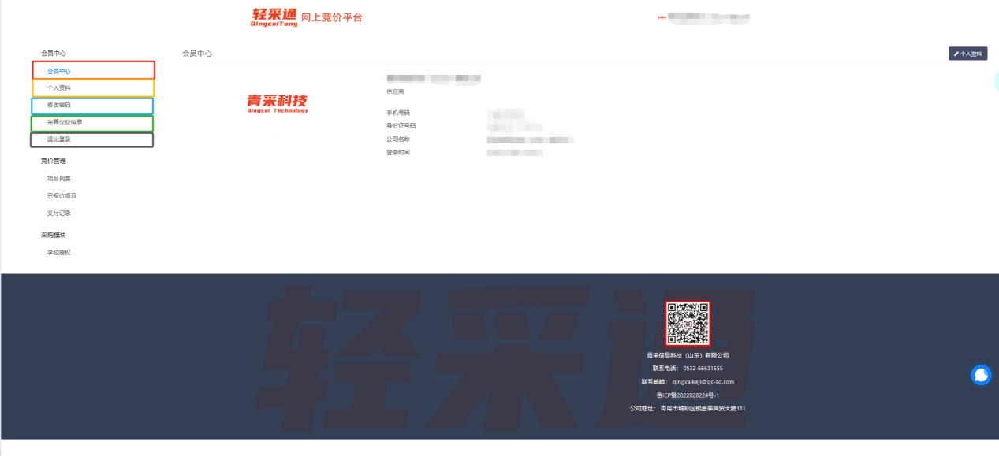 轻采通 网上竞价平台
QingcaiTong
会员中心
会员中心
个人资料
修改密码
完善企业信息
退出登录
竞价管理
项目列表
已报价项目
支付记录
采购模块
学校授权
会员中心
个人资料
青采科技
Qingcai Technology
供应商
手机号码
身份证号码
公司名称
登录时间
轻采通
青采信息科技（山东）有限公司
联系电话： 0532-66631555
联系邮箱： qingcaikeji@qc-sd.com
鲁ICP备2022028224号-1
公司地址： 青岛市城阳区银盛泰国贸大厦331